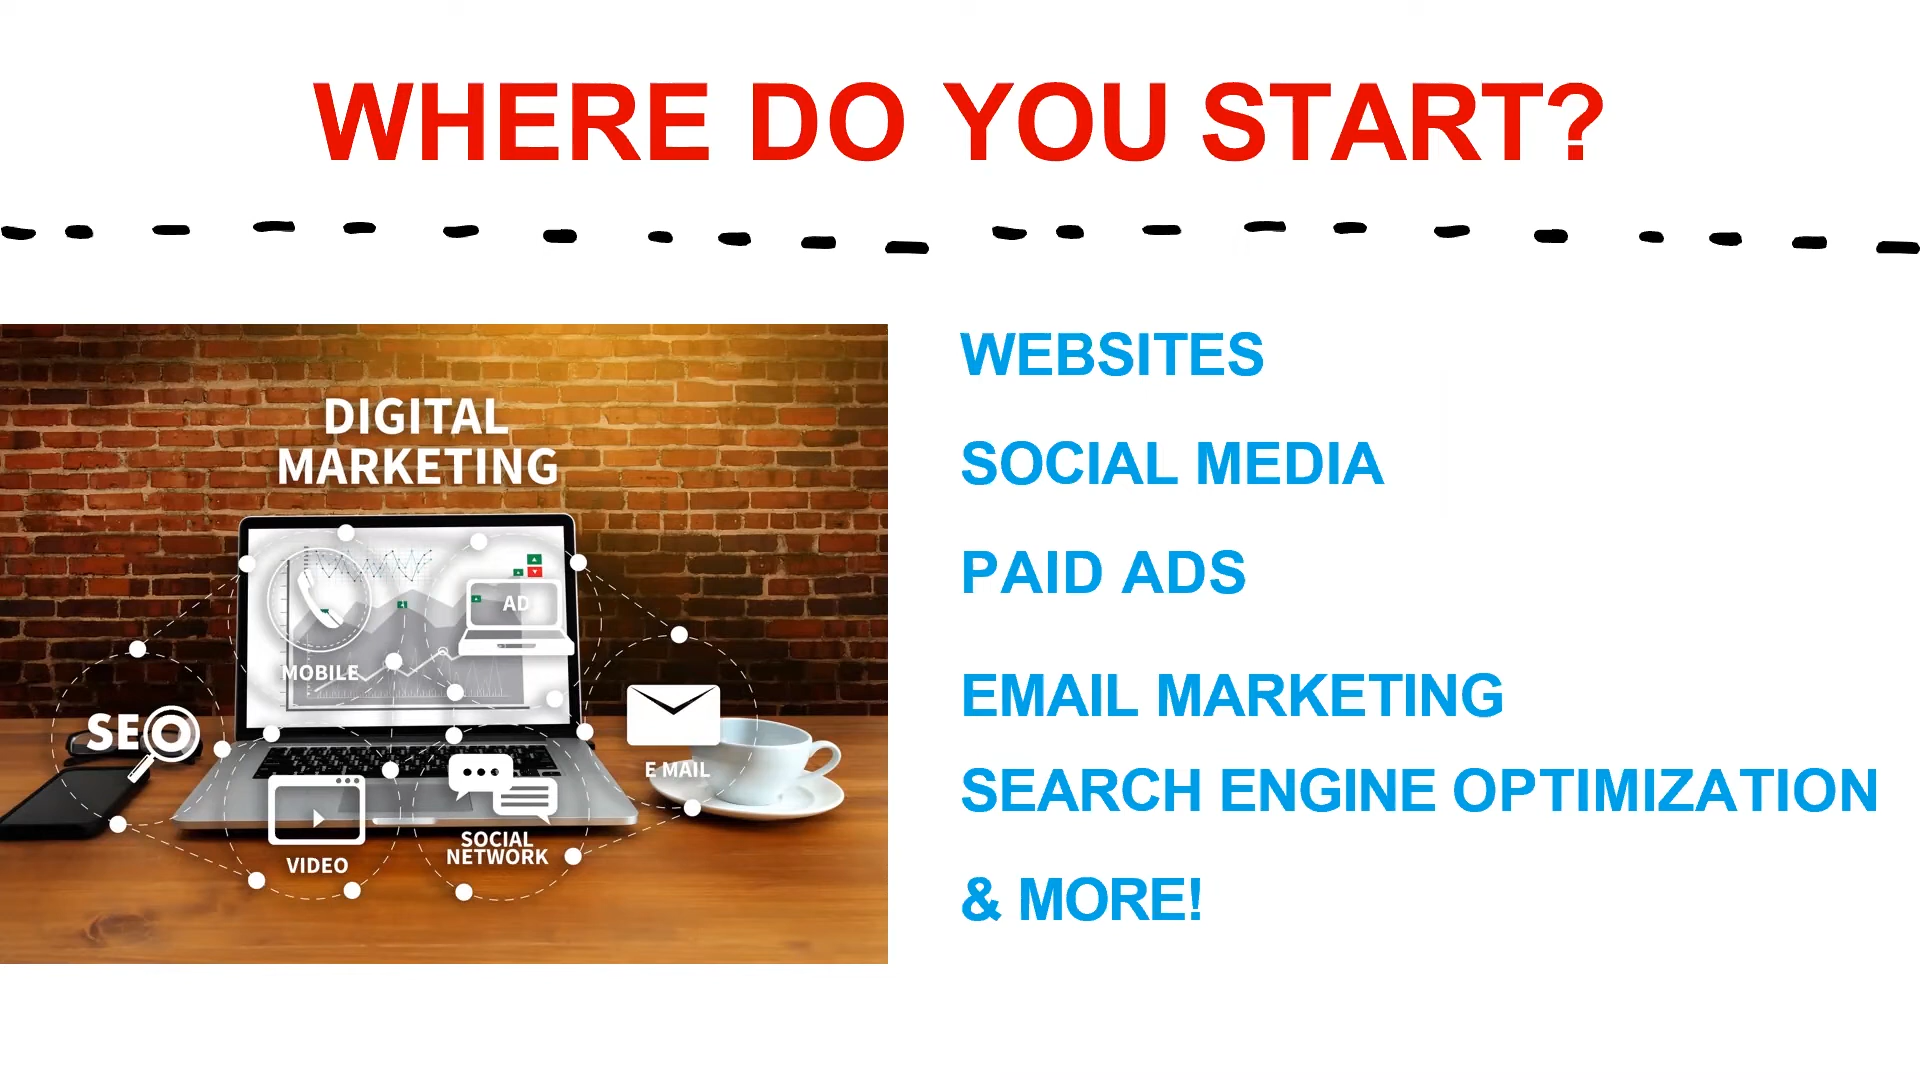 WHERE DO YOU START?
DIGITAL
MARKETING
MOBILE
AD
SEO
E MAIL
VIDEO
SOCIAL
NETWORK
WEBSITES
SOCIAL MEDIA
PAID ADS
EMAIL MARKETING
SEARCH ENGINE OPTIMIZATION
& MORE!